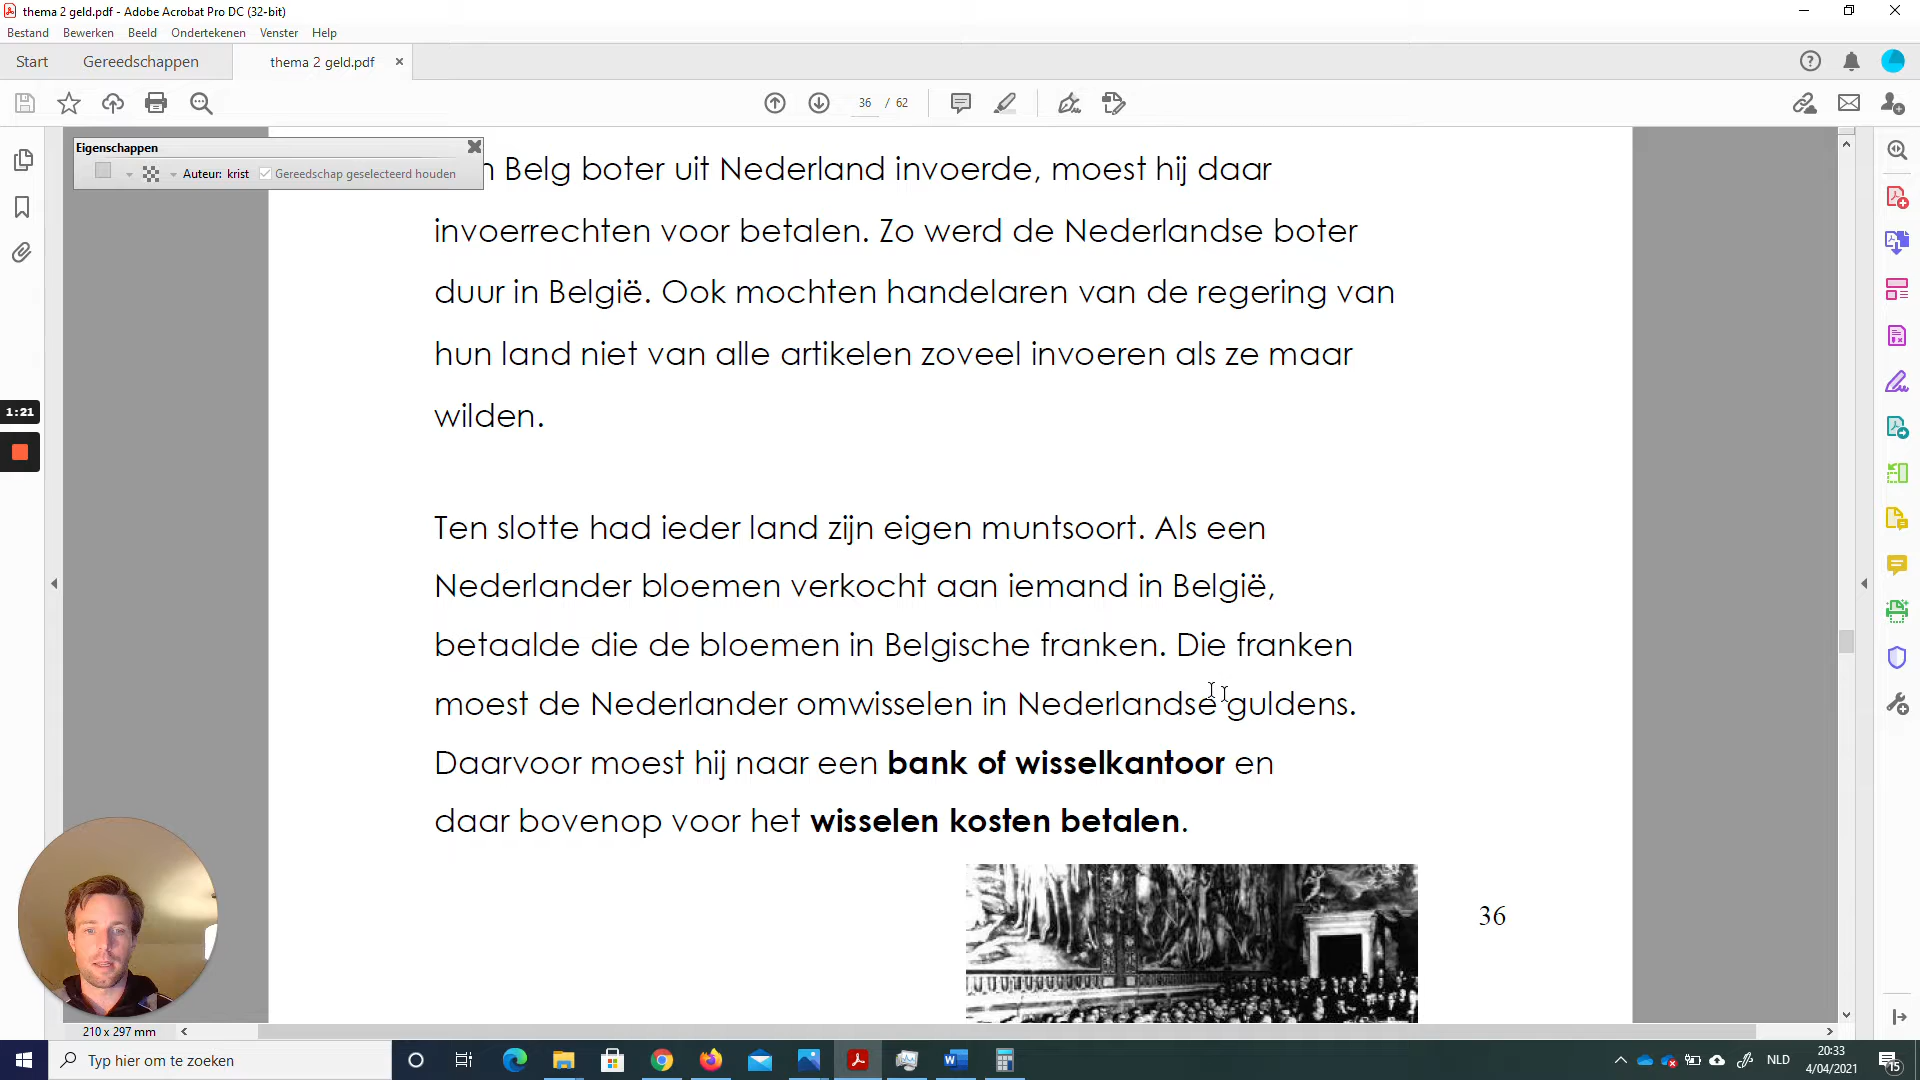 thema 2 geld.pdf - Adobe Acrobat Pro DC (32-bit)
Bestand Bewerken Beeld Ondertekenen Venster Help
Start Gereedschappen thema 2 geld.pdf
36 / 62
Eigenschappen
Auteur: krist Gereedschap geselecteerd houden
Belg boter uit Nederland invoerde, moest hij daar
invoerrechten voor betalen. Zo werd de Nederlandse boter
duur in België. Ook mochten handelaren van de regering van
hun land niet van alle artikelen zoveel invoeren als ze maar
wilden.
1:21
Ten slotte had ieder land zijn eigen muntsoort. Als een
Nederlander bloemen verkocht aan iemand in België,
betaalde die de bloemen in Belgische franken. Die franken
moest de Nederlander omwisselen in Nederlandse guldens.
Daarvoor moest hij naar een bank of wisselkantoor en
daar bovenop voor het wisselen kosten betalen.
36
210 x 297 mm
Typ hier om te zoeken
NLD
20:33
4/04/2021
15